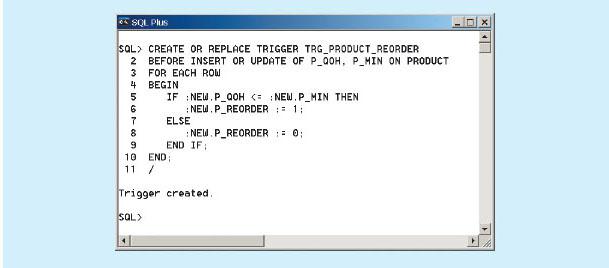 SQL Plus
SQL> CREATE OR REPLACE TRIGGER TRG_PRODUCT_REORDER
2 BEFORE INSERT OR UPDATE OF P_QOH, P_MIN ON PRODUCT
3 FOR EACH ROW
4 BEGIN
5 IF :NEW.P_QOH <= :NEW.P_MIN THEN
6 :NEW.P_REORDER := 1;
7 ELSE
8 :NEW.P_REORDER := 0;
9 END IF;
10 END;
11 /
Trigger created.
SQL>